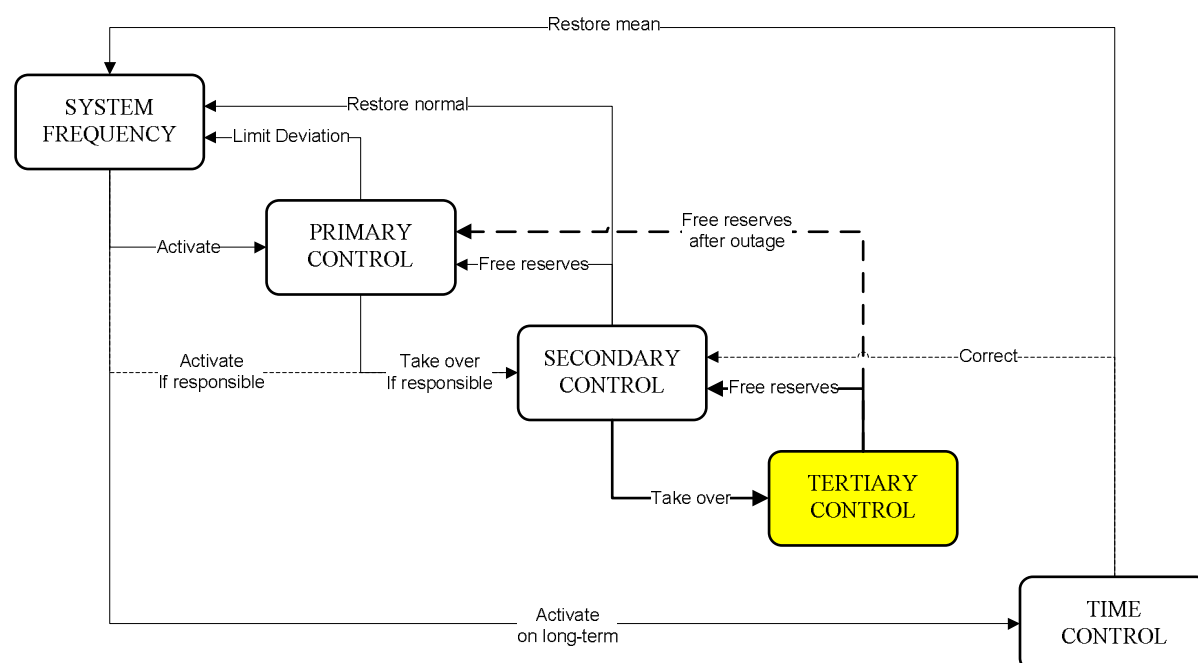 Restore mean
SYSTEM
FREQUENCY
Restore normal
Limit Deviation
PRIMARY
CONTROL
Free reserves
after outage
Activate
Free reserves
SECONDARY
CONTROL
Correct
Activate
If responsible
Take over
If responsible
Free reserves
TERTIARY
CONTROL
Take over
Activate
on long-term
TIME
CONTROL